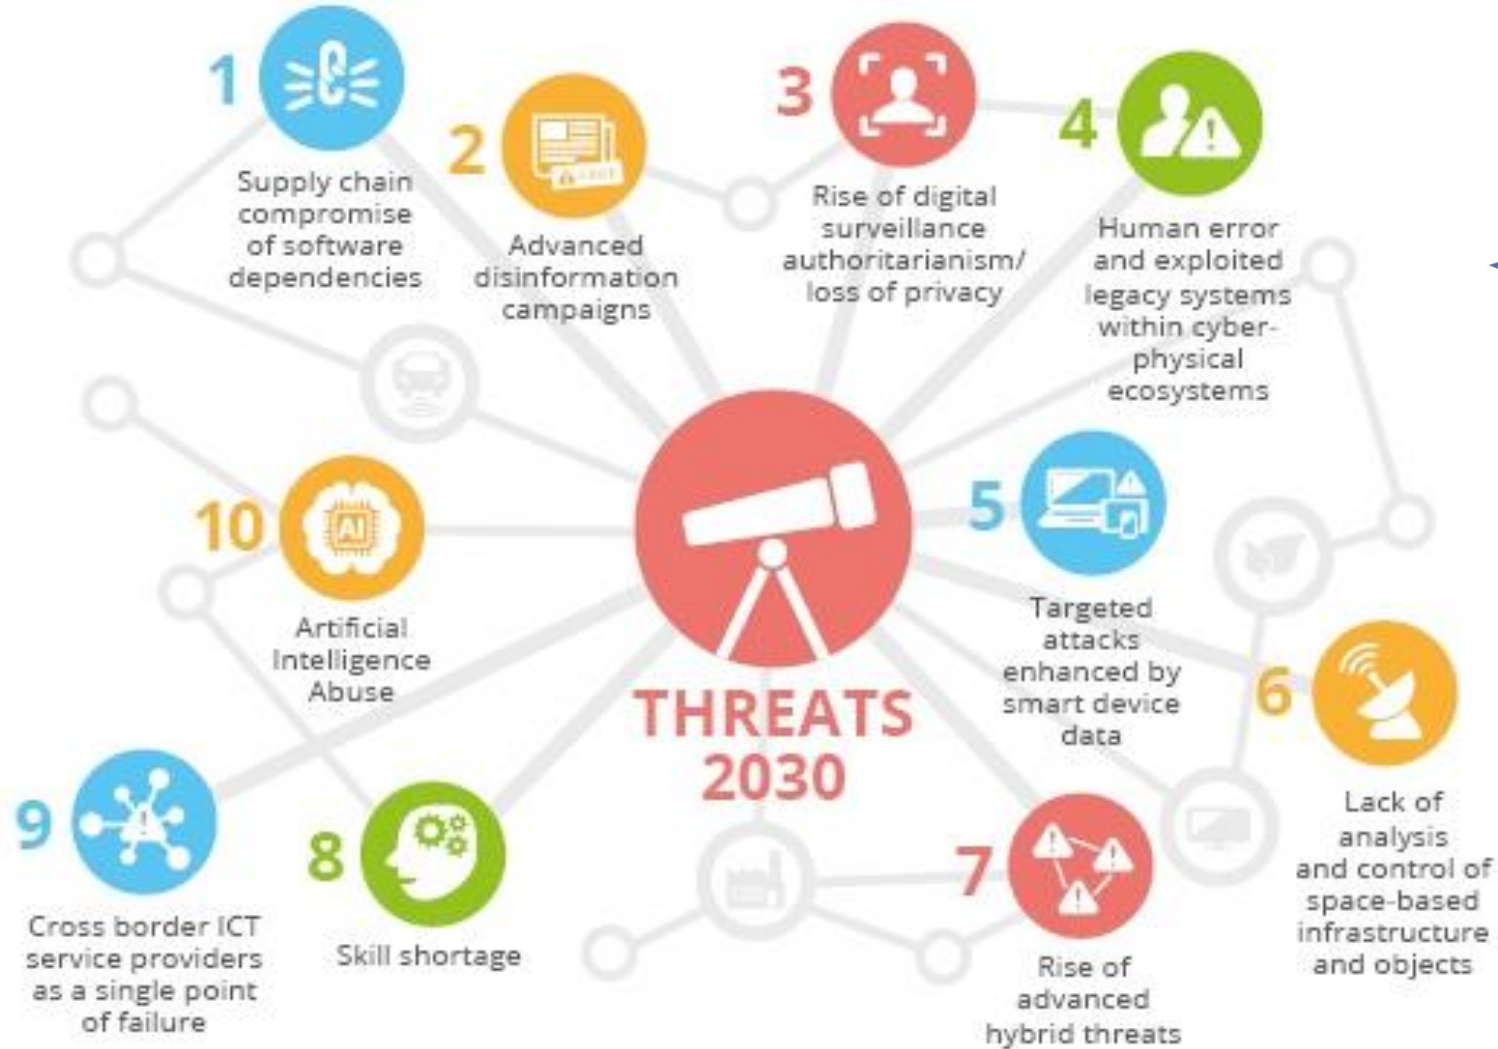 1
Supply chain
compromise
of software
dependencies
2
Advanced
disinformation
campaigns
3
Rise of digital
surveillance
authoritarianism/
loss of privacy
4
Human error
and exploited
legacy systems
within cyber-
physical
ecosystems
5
Targeted
attacks
enhanced by
smart device
data
6
Lack of
analysis
and control of
space-based
infrastructure
and objects
7
Rise of
advanced
hybrid threats
8
Skill shortage
9
Cross border ICT
service providers
as a single point
of failure
10
AI
Artificial
Intelligence
Abuse
THREATS
2030